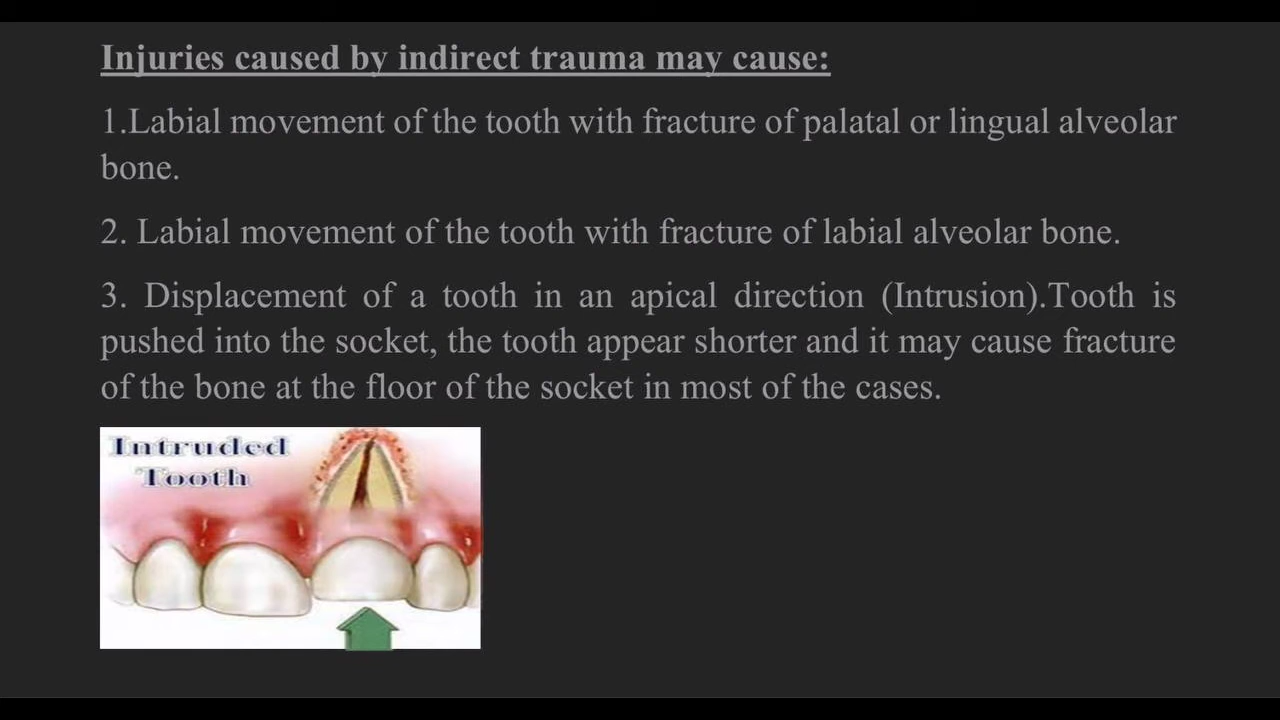 Injuries caused by indirect trauma may cause:
1.Labial movement of the tooth with fracture of palatal or lingual alveolar
bone.
2. Labial movement of the tooth with fracture of labial alveolar bone.
3. Displacement of a tooth in an apical direction (Intrusion).Tooth is
pushed into the socket, the tooth appear shorter and it may cause fracture
of the bone at the floor of the socket in most of the cases.
Intruded
Tooth